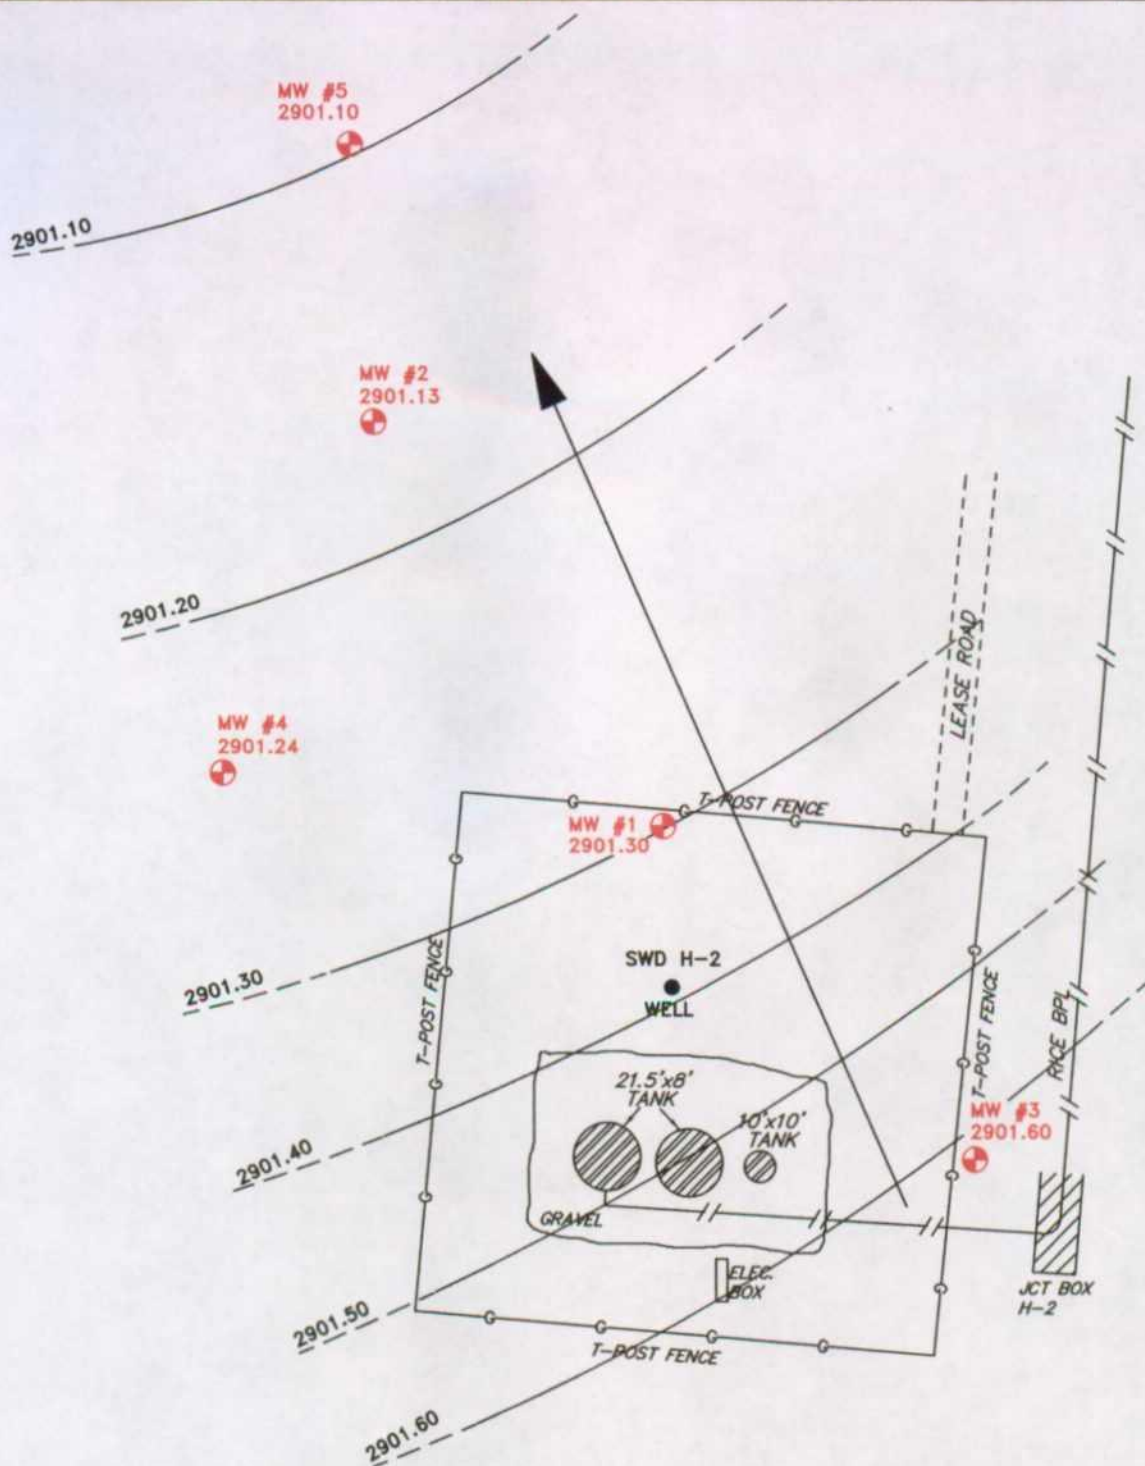 MW #5
2901.10
2901.10
MW #2
2901.13
2901.20
LEASE ROAD
MW #4
2901.24
T-POST FENCE
MW #1
2901.30
SWD H-2
WELL
2901.30
T-POST FENCE
T-POST FENCE
RICE BPL
21.5'x8'
TANK
10'x10'
TANK
MW #3
2901.60
2901.40
GRAVEL
ELEC.
BOX
JCT BOX
H-2
2901.50
T-POST FENCE
2901.60